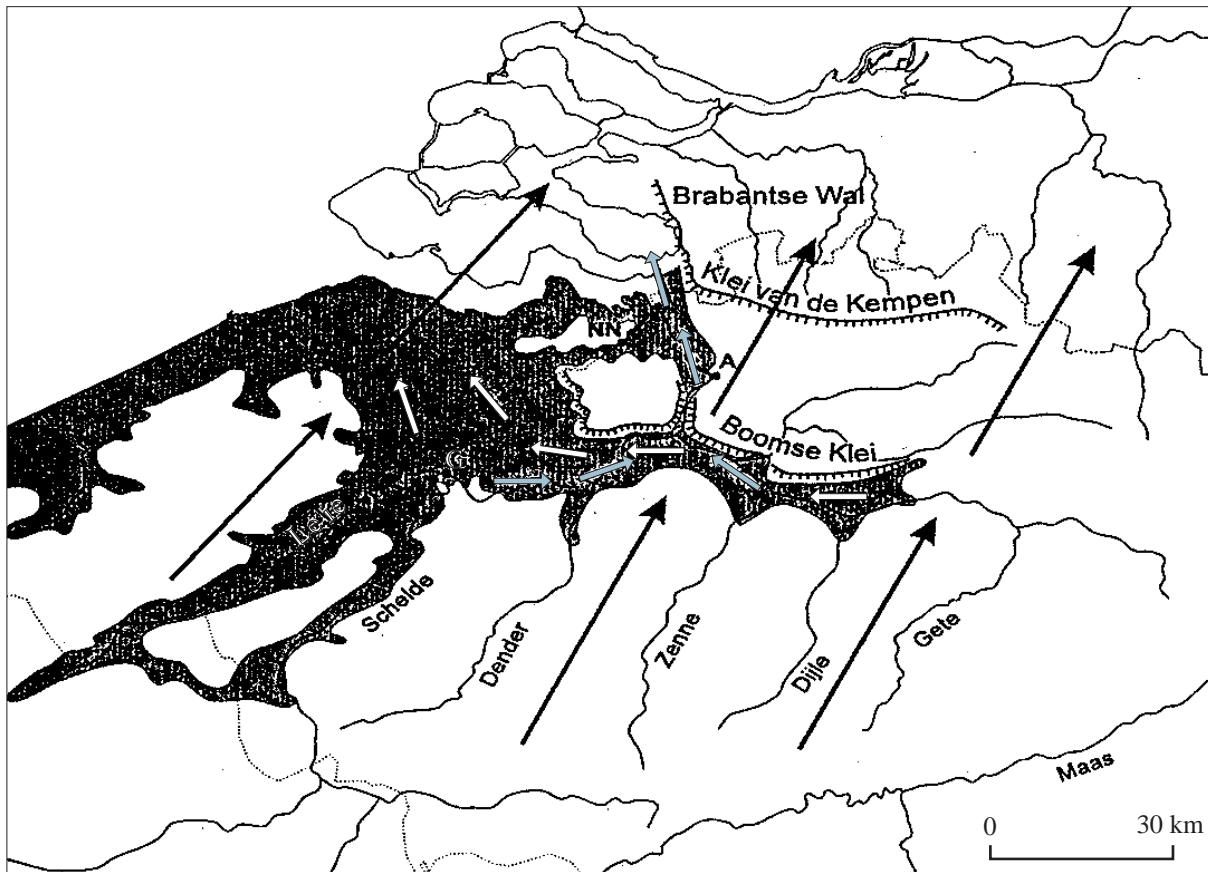 Brabantse Wal
Klei van de Kempen
NN
A
Boomse Klei
G
Leie
Schelde
Dender
Zenne
Dijle
Gete
Maas
0 30 km